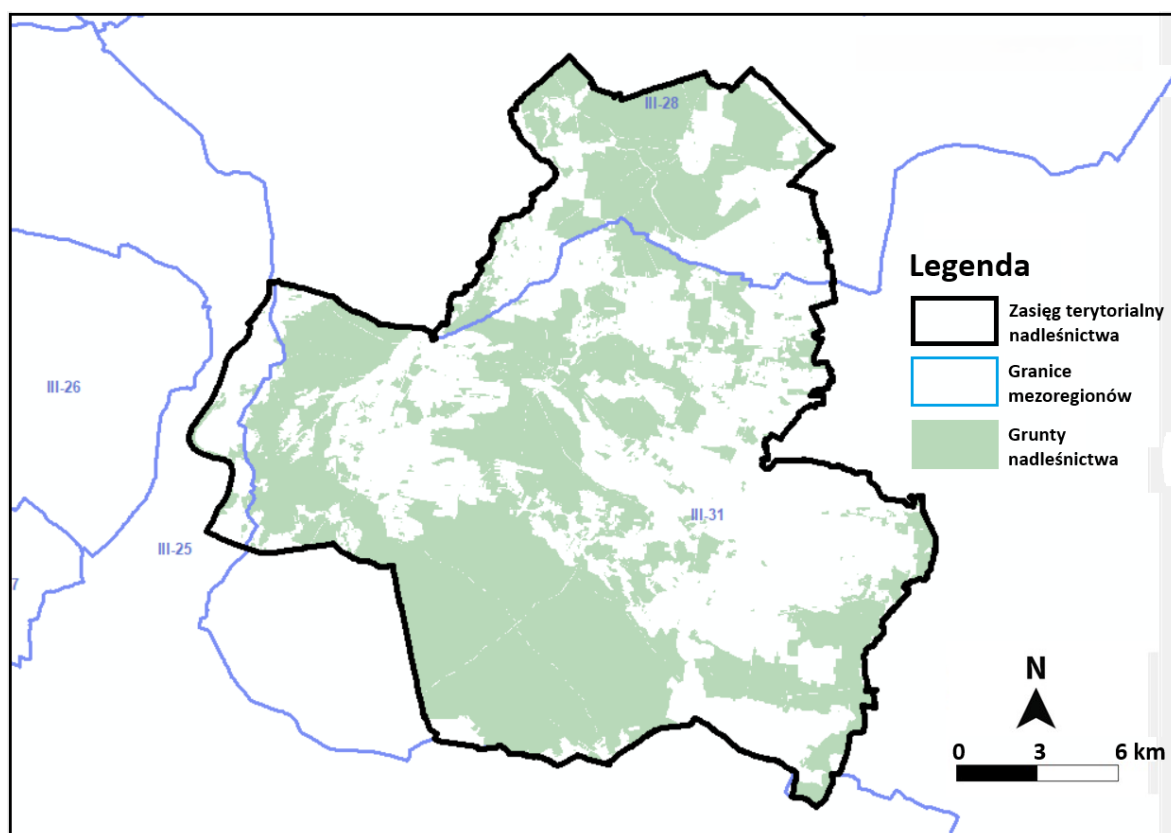 III-28
Legenda
Zasięg terytorialny
nadleśnictwa
Granice
mezoregionów
Grunty
nadleśnictwa
III-26
III-31
III-25
7
N
0 3 6 km